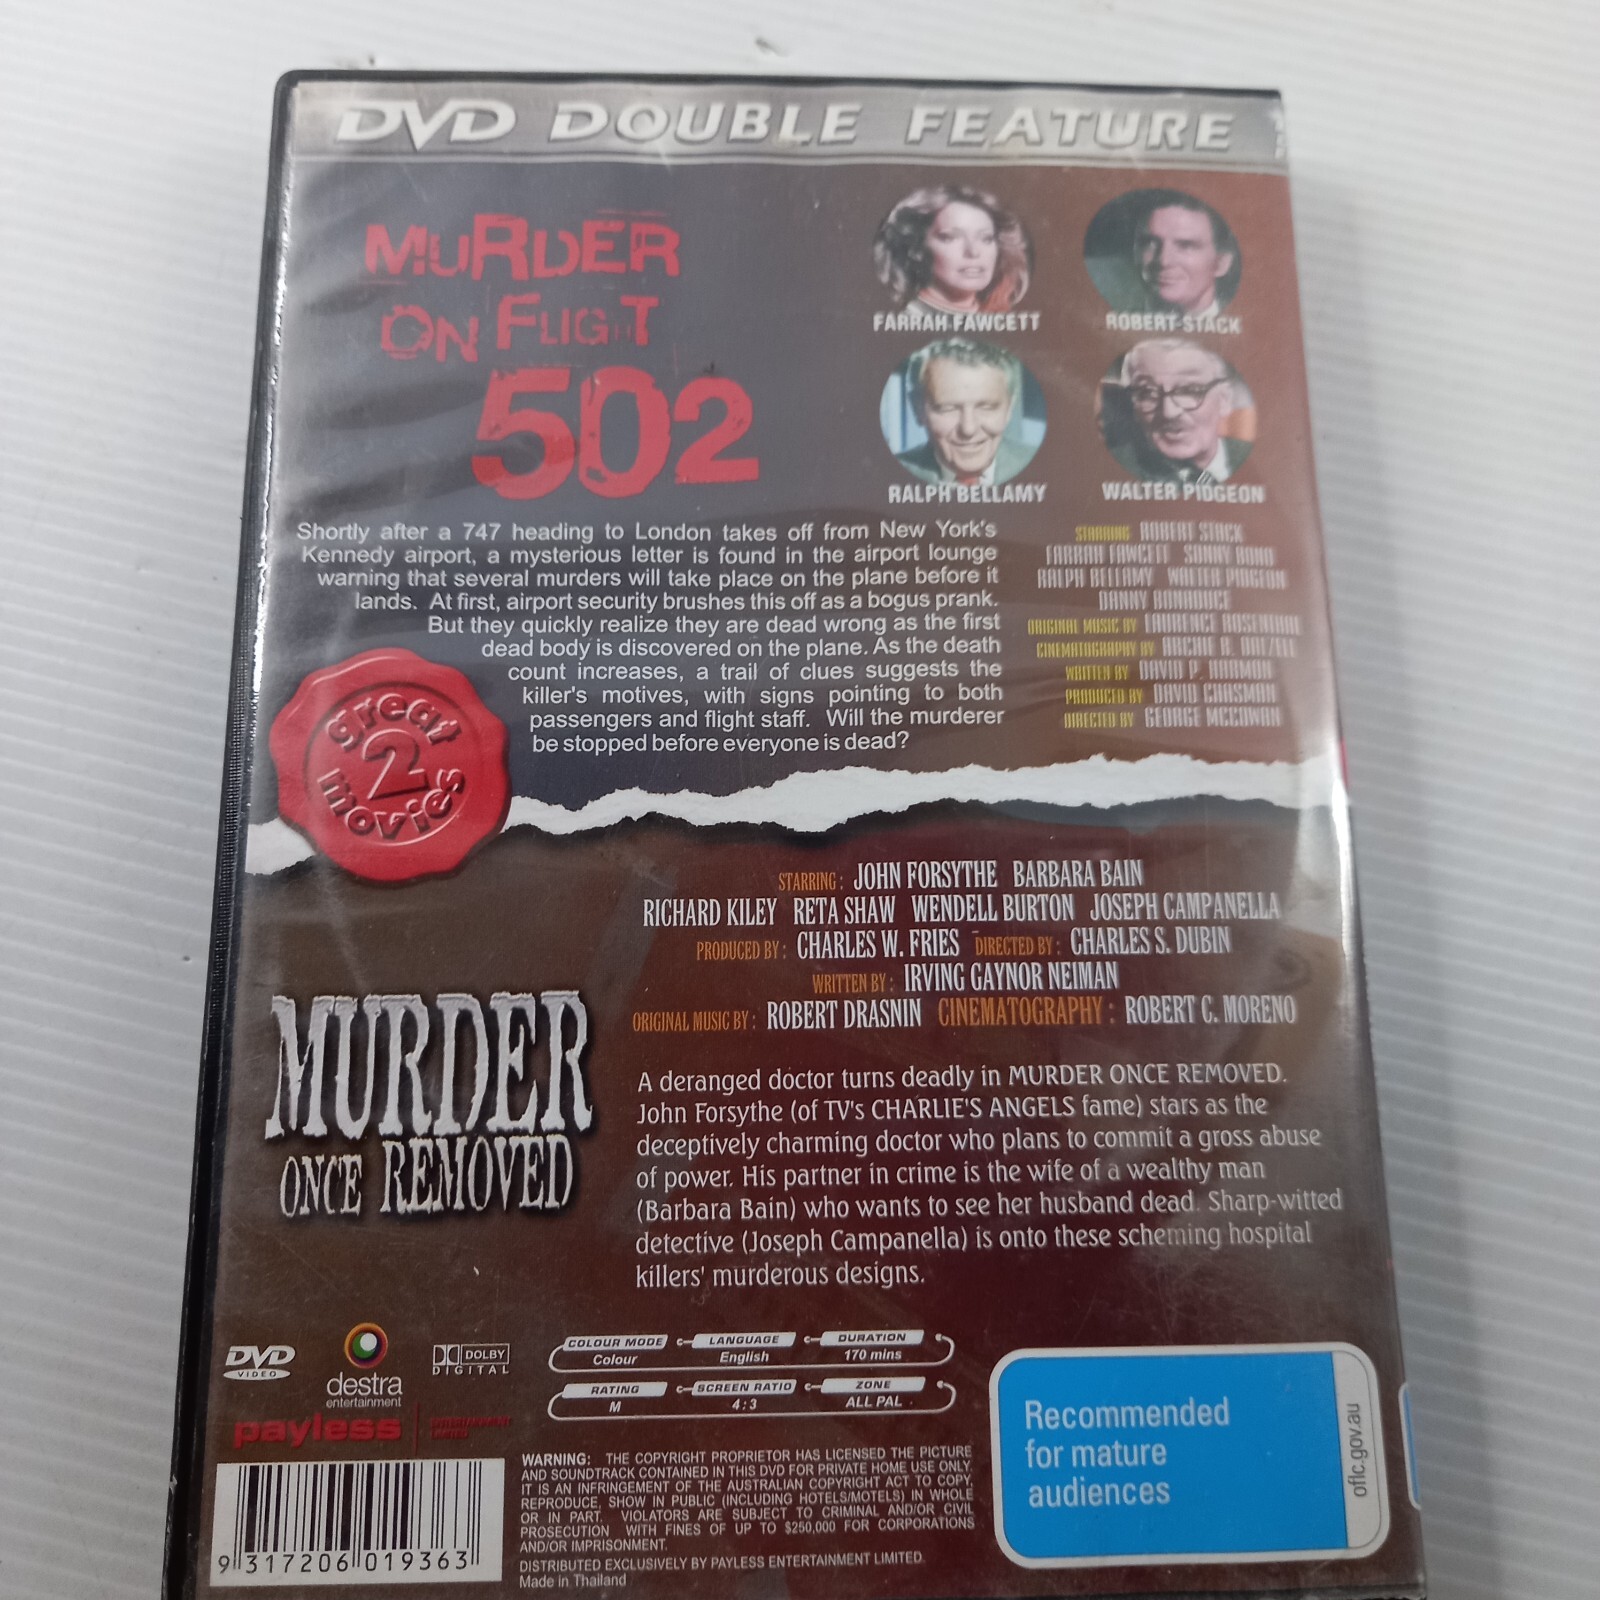 DVD DOUBLE FEATURE
MURDER
ON FLIGHT
502
FARRAH FAWCETT
ROBERT STACK
RALPH BELLAMY
WALTER PIDGEON
Shortly after a 747 heading to London takes off from New York's
Kennedy airport, a mysterious letter is found in the airport lounge
warning that several murders will take place on the plane before it
lands. At first, airport security brushes this off as a bogus prank.
But they quickly realize they are dead wrong as the first
dead body is discovered on the plane. As the death
count increases, a trail of clues suggests the
killer's motives, with signs pointing to both
passengers and flight staff. Will the murderer
be stopped before everyone is dead?
STARRING ROBERT STACK
FARRAH FAWCETT SONNY BONO
RALPH BELLAMY WALTER PIDGEON
DANNY BONADUCE
ORIGINAL MUSIC BY LAURENCE ROSENTHAL
CINEMATOGRAPHY BY ARCHIE R. DALZELL
WRITTEN BY DAVID P. HARMON
PRODUCED BY DAVID CHASMAN
DIRECTED BY GEORGE MCCOWAN
great
2
movies
STARRING: JOHN FORSYTHE BARBARA BAIN
RICHARD KILEY RETA SHAW WENDELL BURTON JOSEPH CAMPANELLA
PRODUCED BY: CHARLES W. FRIES DIRECTED BY: CHARLES S. DUBIN
WRITTEN BY: IRVING GAYNOR NEIMAN
ORIGINAL MUSIC BY: ROBERT DRASNIN CINEMATOGRAPHY: ROBERT C. MORENO
MURDER
ONCE REMOVED
A deranged doctor turns deadly in MURDER ONCE REMOVED.
John Forsythe (of TV's CHARLIE'S ANGELS fame) stars as the
deceptively charming doctor who plans to commit a gross abuse
of power. His partner in crime is the wife of a wealthy man
(Barbara Bain) who wants to see her husband dead. Sharp-witted
detective (Joseph Campanella) is onto these scheming hospital
killers' murderous designs.
DVD
VIDEO
destra
entertainment
DOLBY
DIGITAL
payless ENTERTAINMENT
LIMITED
COLOUR MODE LANGUAGE DURATION
Colour English 170 mins
RATING SCREEN RATIO ZONE
M 4:3 ALL PAL
WARNING: THE COPYRIGHT PROPRIETOR HAS LICENSED THE PICTURE
AND SOUNDTRACK CONTAINED IN THIS DVD FOR PRIVATE HOME USE ONLY.
IT IS AN INFRINGEMENT OF THE AUSTRALIAN COPYRIGHT ACT TO COPY,
REPRODUCE, SHOW IN PUBLIC (INCLUDING HOTELS/MOTELS) IN WHOLE
OR IN PART. VIOLATORS ARE SUBJECT TO CRIMINAL AND/OR CIVIL
PROSECUTION WITH FINES OF UP TO $250,000 FOR CORPORATIONS
AND/OR IMPRISONMENT.
DISTRIBUTED EXCLUSIVELY BY PAYLESS ENTERTAINMENT LIMITED.
Made in Thailand
9 317206 019363
Recommended
for mature
audiences
oflc.gov.au